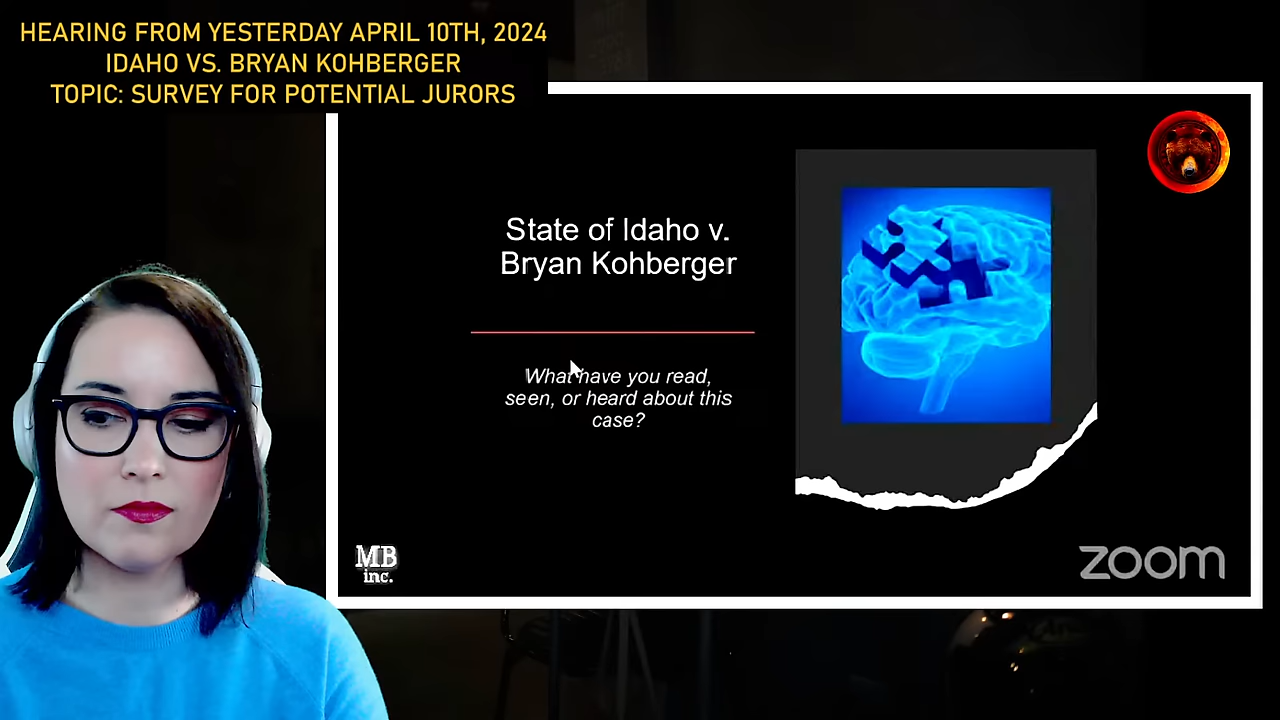 HEARING FROM YESTERDAY APRIL 10TH, 2024
IDAHO VS. BRYAN KOHBERGER
TOPIC: SURVEY FOR POTENTIAL JURORS
State of Idaho v.
Bryan Kohberger
What have you read,
seen, or heard about this
case?
MB
inc.
zoom